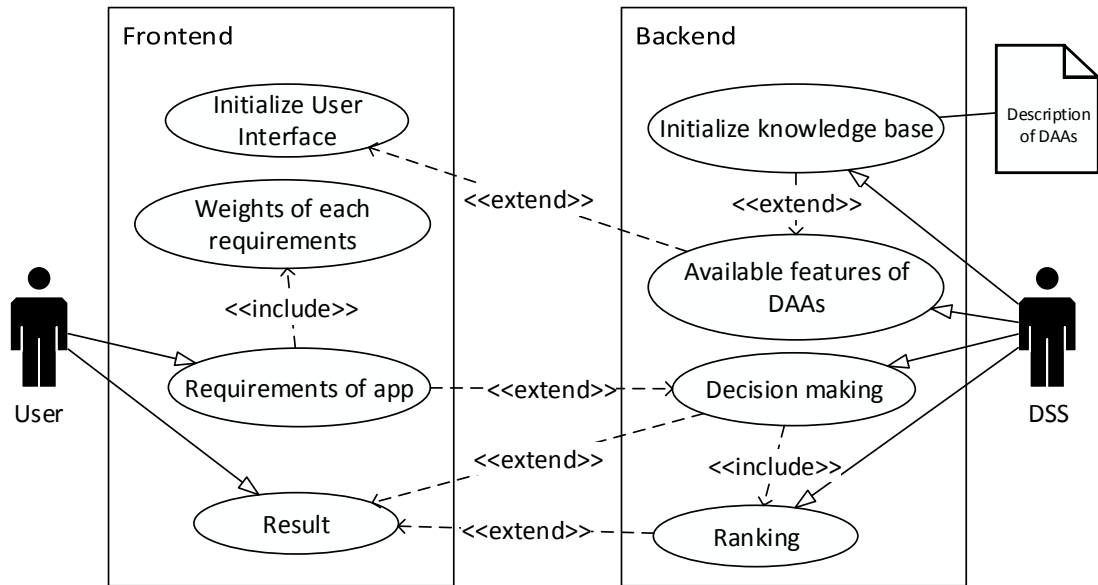 Frontend
Backend
Initialize User
Interface
Initialize knowledge base
Description
of DAAs
<<extend>>
<<extend>>
Weights of each
requirements
Available features of
DAAs
<<include>>
Requirements of app
<<extend>>
Decision making
User
DSS
<<extend>>
<<include>>
Result
<<extend>>
Ranking